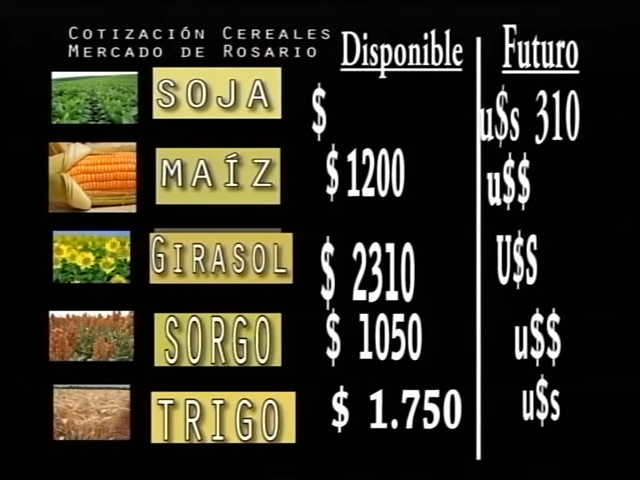 Cotización Cereales
Mercado de Rosario
Disponible
Futuro
SOJA
$
u$s 310
MAÍZ
$ 1200
u$$
GIRASOL
$ 2310
U$S
SORGO
$ 1050
u$$
TRIGO
$ 1.750
u$s